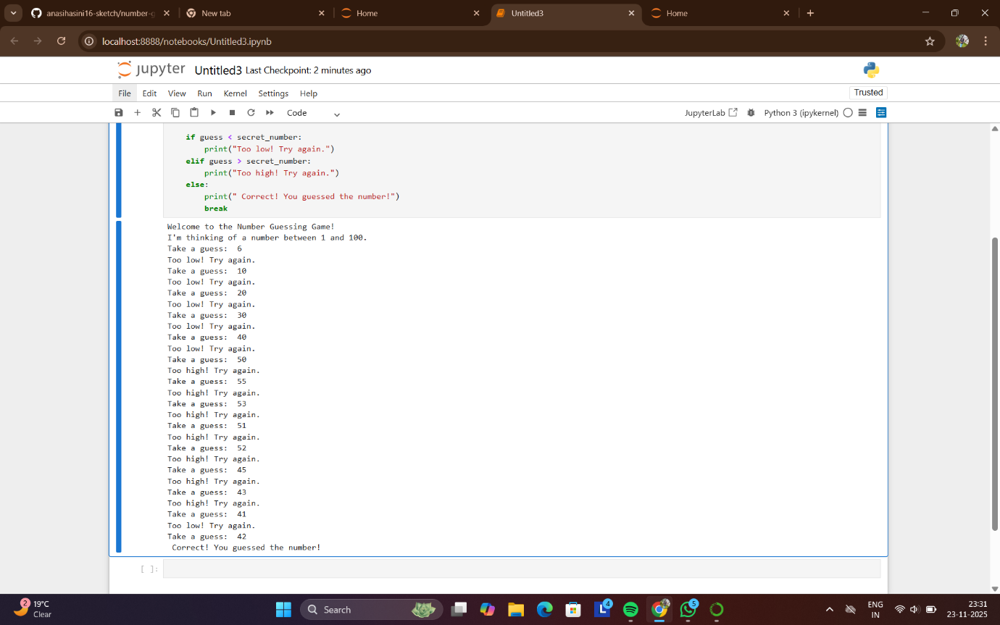 anasihasini16-sketch/number-g
New tab
Home
Untitled3
Home
localhost:8888/notebooks/Untitled3.ipynb
jupyter Untitled3 Last Checkpoint: 2 minutes ago
File Edit View Run Kernel Settings Help
Trusted
Code
JupyterLab
Python 3 (ipykernel)
if guess < secret_number:
print("Too low! Try again.")
elif guess > secret_number:
print("Too high! Try again.")
else:
print(" Correct! You guessed the number!")
break
Welcome to the Number Guessing Game!
I'm thinking of a number between 1 and 100.
Take a guess: 6
Too low! Try again.
Take a guess: 10
Too low! Try again.
Take a guess: 20
Too low! Try again.
Take a guess: 30
Too low! Try again.
Take a guess: 40
Too low! Try again.
Take a guess: 50
Too high! Try again.
Take a guess: 55
Too high! Try again.
Take a guess: 53
Too high! Try again.
Take a guess: 51
Too high! Try again.
Take a guess: 52
Too high! Try again.
Take a guess: 45
Too high! Try again.
Take a guess: 43
Too high! Try again.
Take a guess: 41
Too low! Try again.
Take a guess: 42
Correct! You guessed the number!
[ ]:
2
19°C
Clear
Search
L
4
5
ENG
IN
23:31
23-11-2025